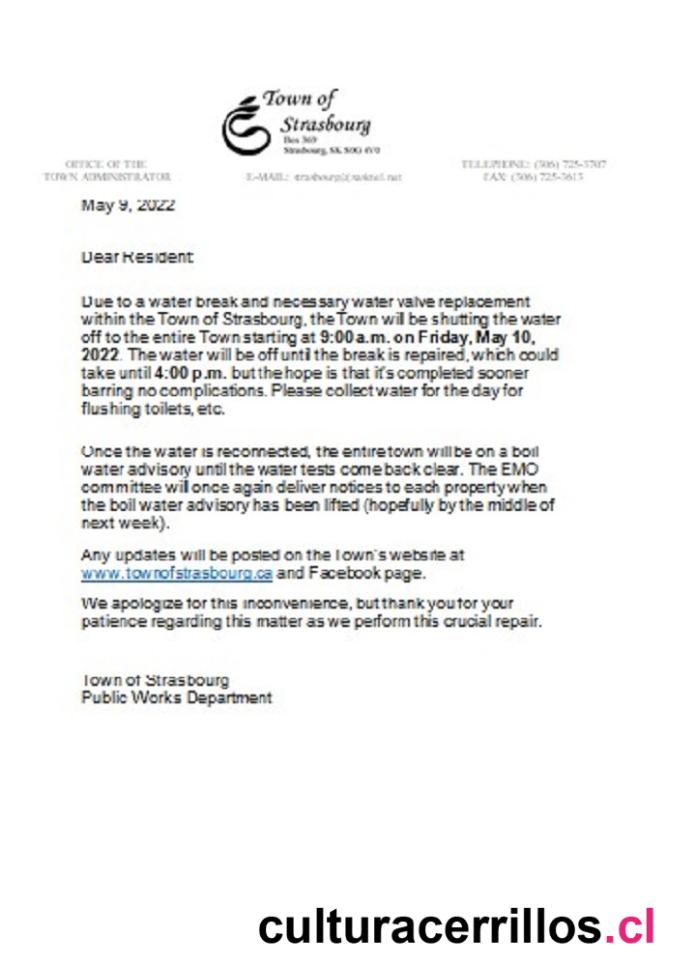 Town of
Strasbourg
Box 369
Strasbourg, SK S0G 4V0
OFFICE OF THE
TOWN ADMINISTRATOR
E-MAIL:
TELEPHONE: (306) 725-3707
FAX: (306) 725-3613
May 9, 2022
Dear Resident
Due to a water break and necessary water valve replacement
within the Town of Strasbourg, the Town will be shutting the water
off to the entire Town starting at 9:00 a.m. on Friday, May 10,
2022. The water will be off until the break is repaired, which could
take until 4:00 p.m. but the hope is that it's completed sooner
barring no complications. Please collect water for the day for
flushing toilets, etc.
Once the water is reconnected, the entire town will be on a boil
water advisory until the water tests come back clear. The EMO
committee will once again deliver notices to each property when
the boil water advisory has been lifted (hopefully by the middle of
next week).
Any updates will be posted on the Town's website at
www.townofstrasbourg.ca and Facebook page.
We apologize for this inconvenience, but thank you for your
patience regarding this matter as we perform this crucial repair.
Town of Strasbourg
Public Works Department
culturacerrillos.cl